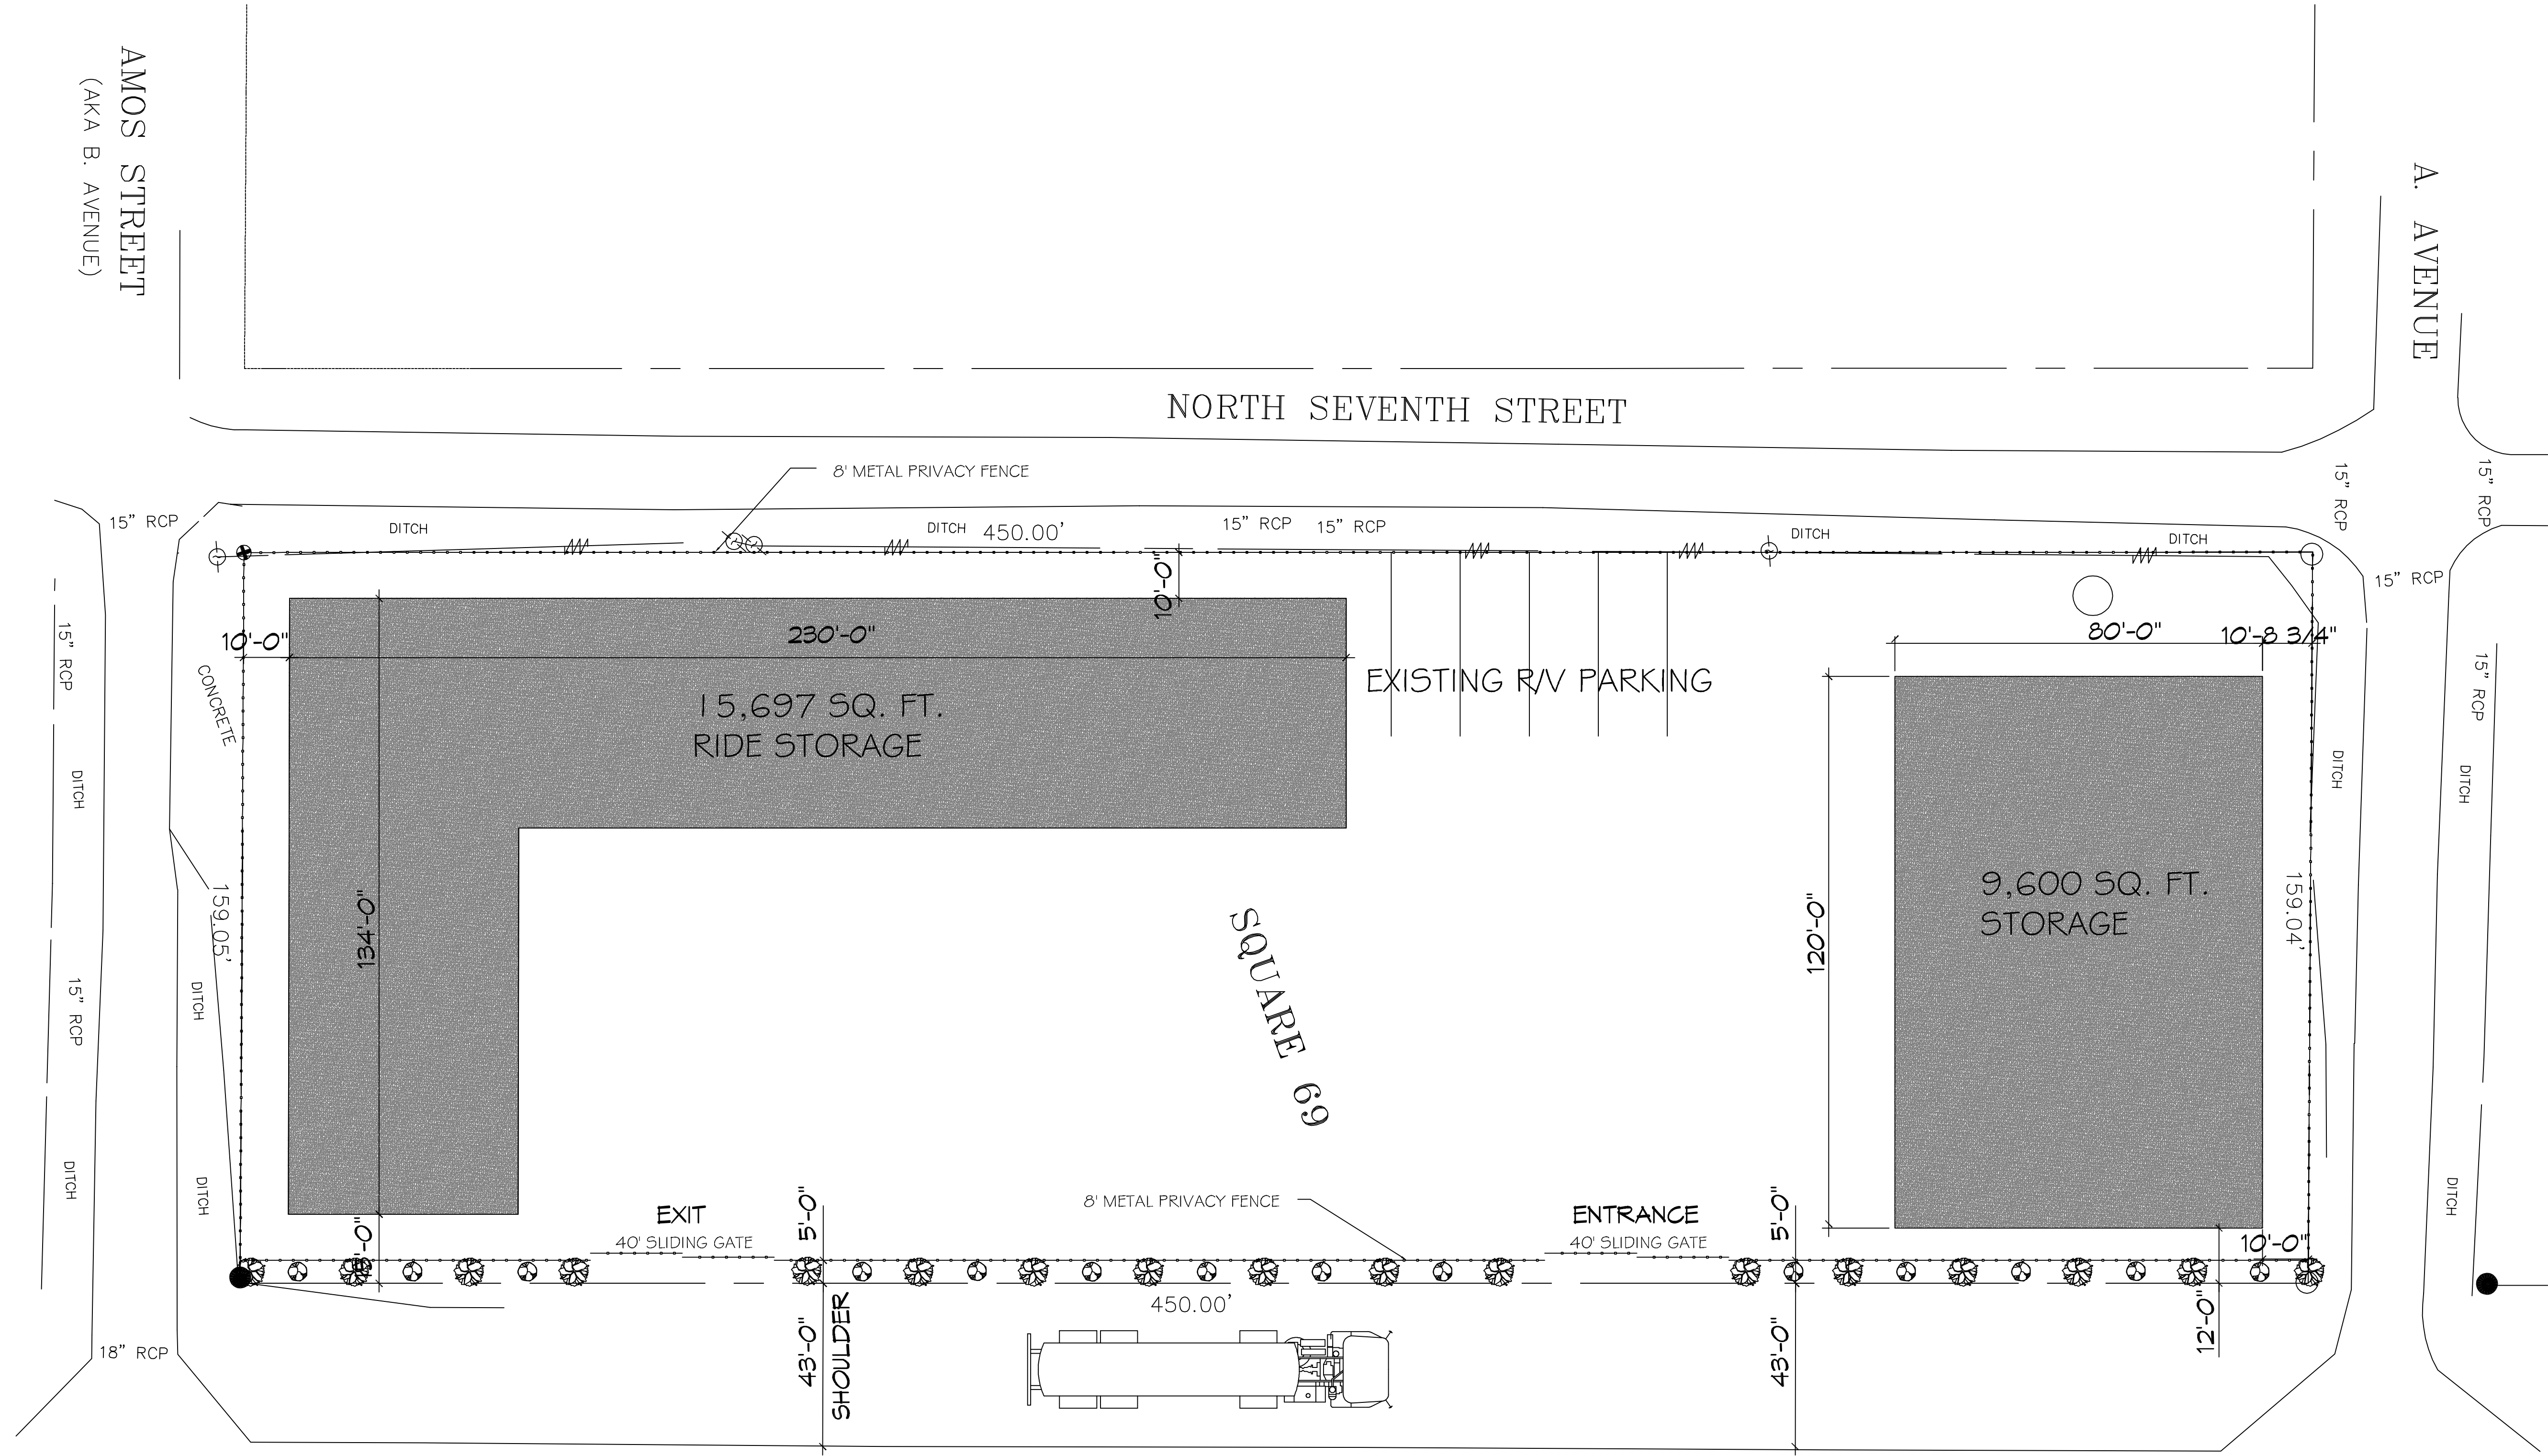 AMOS STREET
(AKA B. AVENUE)
A. AVENUE
NORTH SEVENTH STREET
8' METAL PRIVACY FENCE
15" RCP
15" RCP
15" RCP
DITCH
DITCH
450.00'
15" RCP
15" RCP
DITCH
DITCH
15" RCP
10'-0"
10'-0"
230'-0"
80'-0"
10'-8 3/4"
15" RCP
CONCRETE
15,697 SQ. FT.
RIDE STORAGE
EXISTING R/V PARKING
15" RCP
DITCH
DITCH
DITCH
159.05'
134'-0"
120'-0"
9,600 SQ. FT.
STORAGE
159.04'
SQUARE 69
15" RCP
DITCH
DITCH
DITCH
DITCH
EXIT
40' SLIDING GATE
5'-0"
8' METAL PRIVACY FENCE
ENTRANCE
40' SLIDING GATE
5'-0"
10'-0"
450.00'
12'-0"
18" RCP
43'-0"
SHOULDER
43'-0"